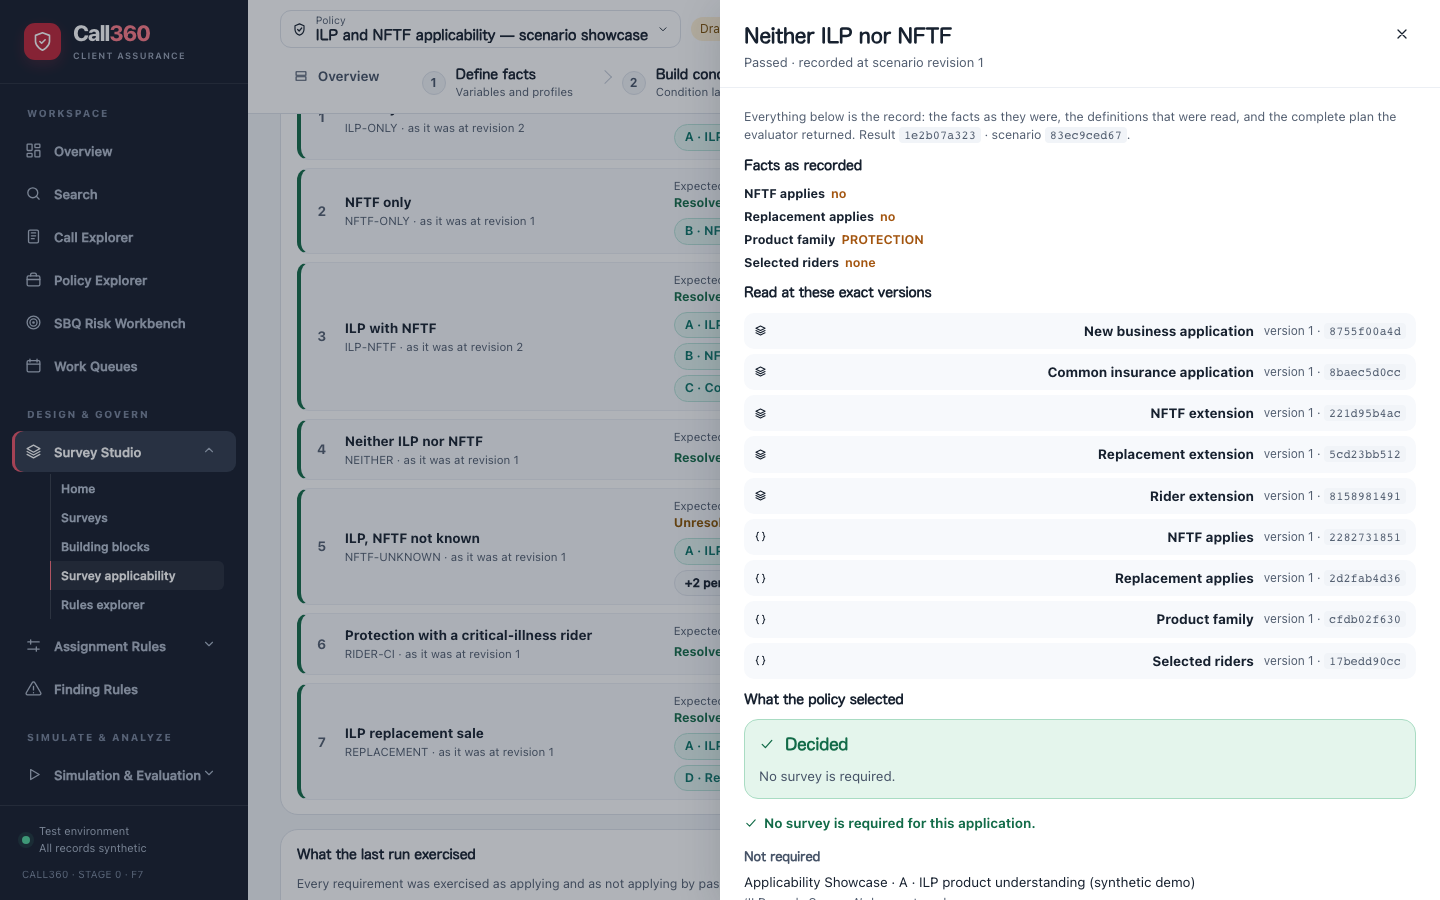 Call360
CLIENT ASSURANCE
WORKSPACE
Overview
Search
Call Explorer
Policy Explorer
SBQ Risk Workbench
Work Queues
DESIGN & GOVERN
Survey Studio
Home
Surveys
Building blocks
Survey applicability
Rules explorer
Assignment Rules
Finding Rules
SIMULATE & ANALYZE
Simulation & Evaluation
Test environment
All records synthetic
CALL360 · STAGE 0 · F7
Policy
ILP and NFTF applicability — scenario showcase
Dra
Overview
1 Define facts
Variables and profiles
2 Build conc
Condition la
1
ILP-ONLY · as it was at revision 2
A · ILP
2 NFTF only
NFTF-ONLY · as it was at revision 1
Expected
Resolve
B · NF
3 ILP with NFTF
ILP-NFTF · as it was at revision 2
Expected
Resolve
A · ILP
B · NF
C · Co
4 Neither ILP nor NFTF
NEITHER · as it was at revision 1
Expected
Resolve
5 ILP, NFTF not known
NFTF-UNKNOWN · as it was at revision 1
Expected
Unreso
A · ILP
+2 per
6 Protection with a critical-illness rider
RIDER-CI · as it was at revision 1
Expected
Resolve
7 ILP replacement sale
REPLACEMENT · as it was at revision 1
Expected
Resolve
A · ILP
D · Re
What the last run exercised
Every requirement was exercised as applying and as not applying by pas
Neither ILP nor NFTF
Passed · recorded at scenario revision 1
Everything below is the record: the facts as they were, the definitions that were read, and the complete plan the
evaluator returned. Result 1e2b07a323 · scenario 83ec9ced67.
Facts as recorded
NFTF applies no
Replacement applies no
Product family PROTECTION
Selected riders none
Read at these exact versions
New business application version 1 · 8755f00a4d
Common insurance application version 1 · 8baec5d0cc
NFTF extension version 1 · 221d95b4ac
Replacement extension version 1 · 5cd23bb512
Rider extension version 1 · 8158981491
{} NFTF applies version 1 · 2282731851
{} Replacement applies version 1 · 2d2fab4d36
{} Product family version 1 · cfdb02f630
{} Selected riders version 1 · 17bedd90cc
What the policy selected
Decided
No survey is required.
No survey is required for this application.
Not required
Applicability Showcase · A · ILP product understanding (synthetic demo)